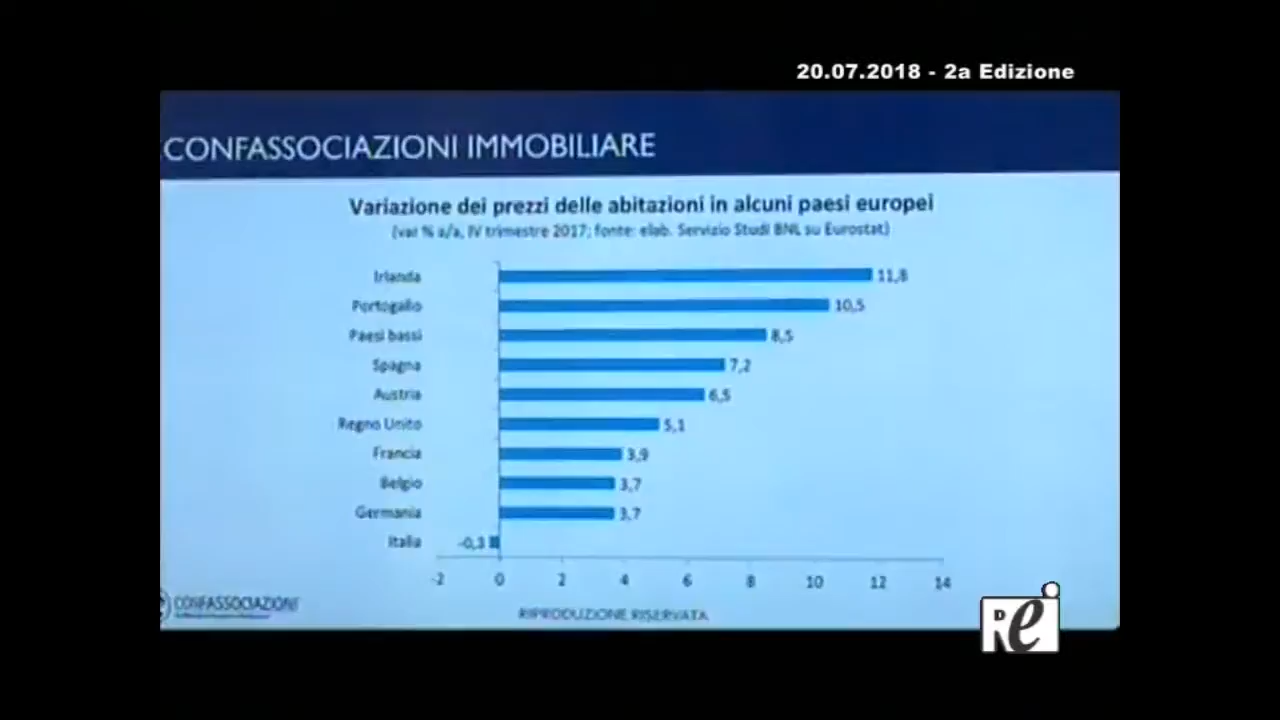 20.07.2018 - 2a Edizione
CONFASSOCIAZIONI IMMOBILIARE
Variazione dei prezzi delle abitazioni in alcuni paesi europei
(var % a/a, IV trimestre 2017; fonte: elab. Servizio Studi BNL su Eurostat)
Irlanda 11,8
Portogallo 10,5
Paesi bassi 8,5
Spagna 7,2
Austria 6,5
Regno Unito 5,1
Francia 3,9
Belgio 3,7
Germania 3,7
Italia -0,3
-2 0 2 4 6 8 10 12 14
CONFASSOCIAZIONI
RIPRODUZIONE RISERVATA